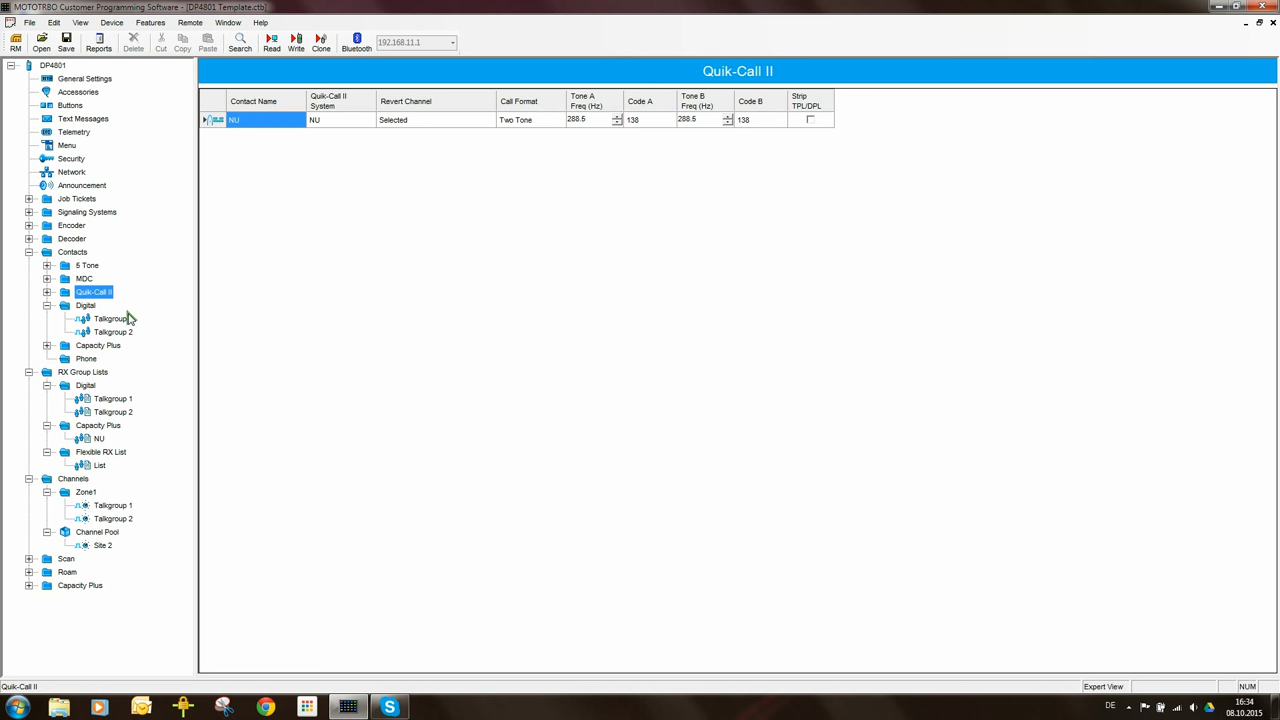 MOTOTRBO Customer Programming Software - [DP4801 Template.ctb]
File Edit View Device Features Remote Window Help
RM Open Save Reports Delete Cut Copy Paste Search Read Write Clone Bluetooth 192.168.11.1
DP4801
General Settings
Accessories
Buttons
Text Messages
Telemetry
Menu
Security
Network
Announcement
Job Tickets
Signaling Systems
Encoder
Decoder
Contacts
5 Tone
MDC
Quik-Call II
Digital
Talkgroup
Talkgroup 2
Capacity Plus
Phone
RX Group Lists
Digital
Talkgroup 1
Talkgroup 2
Capacity Plus
NU
Flexible RX List
List
Channels
Zone1
Talkgroup 1
Talkgroup 2
Channel Pool
Site 2
Scan
Roam
Capacity Plus
Quik-Call II
Contact Name Quik-Call II System Revert Channel Call Format Tone A Freq (Hz) Code A Tone B Freq (Hz) Code B Strip TPL/DPL
NU NU Selected Two Tone 288.5 138 288.5 138
Quik-Call II Expert View NUM
DE 16:34
08.10.2015